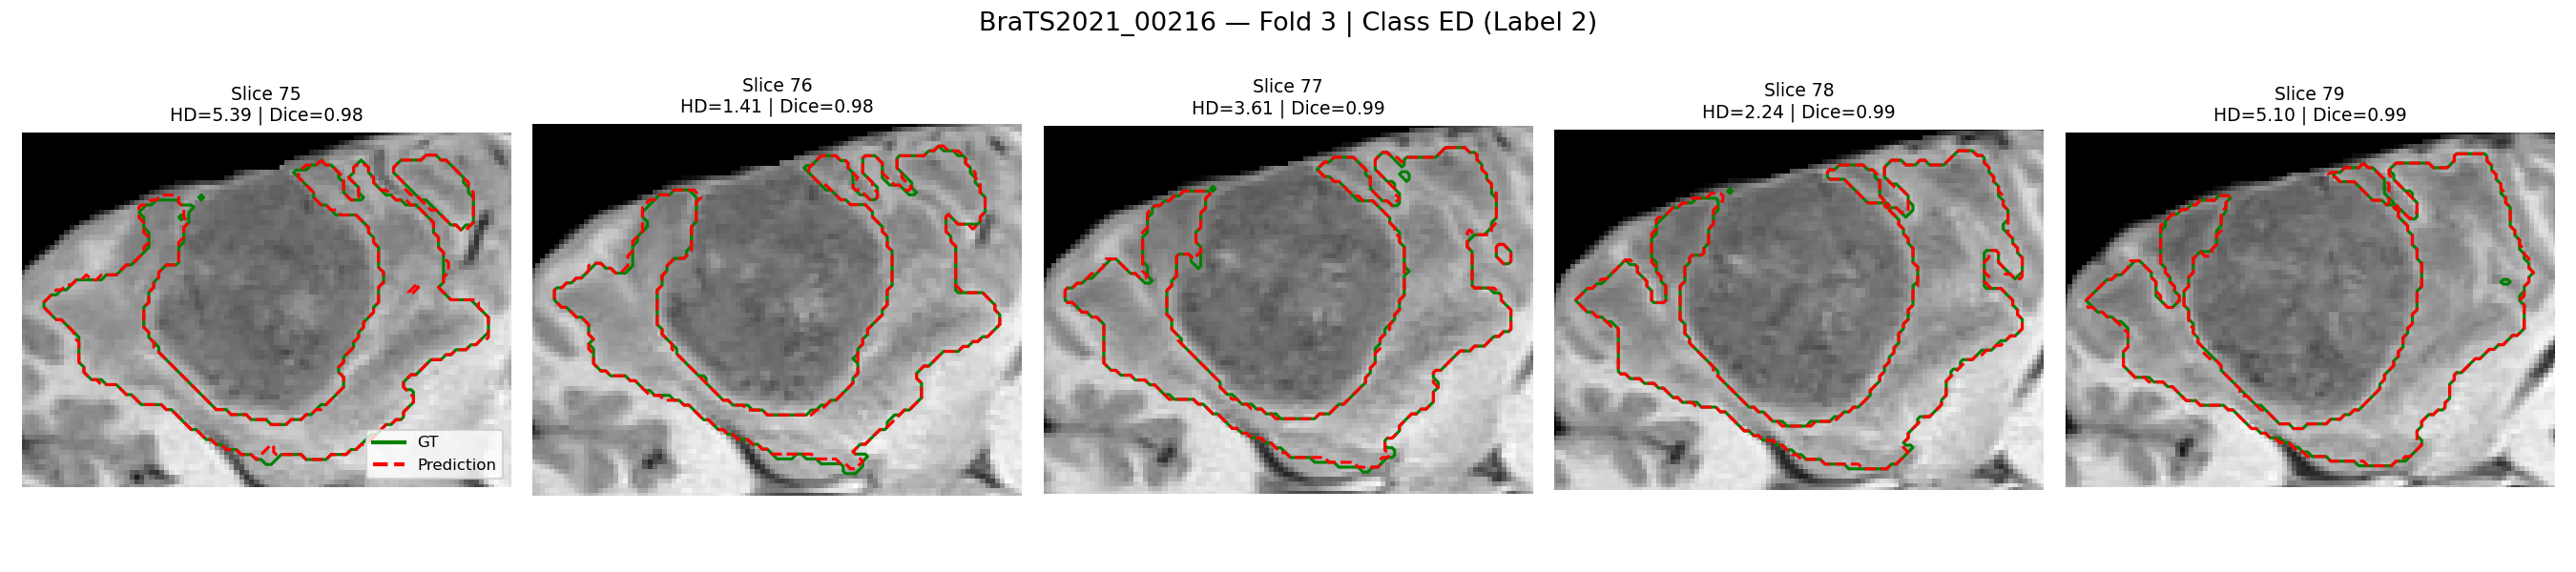 BraTS2021_00216 — Fold 3 | Class ED (Label 2)
Slice 75
HD=5.39 | Dice=0.98
Slice 76
HD=1.41 | Dice=0.98
Slice 77
HD=3.61 | Dice=0.99
Slice 78
HD=2.24 | Dice=0.99
Slice 79
HD=5.10 | Dice=0.99
GT
Prediction